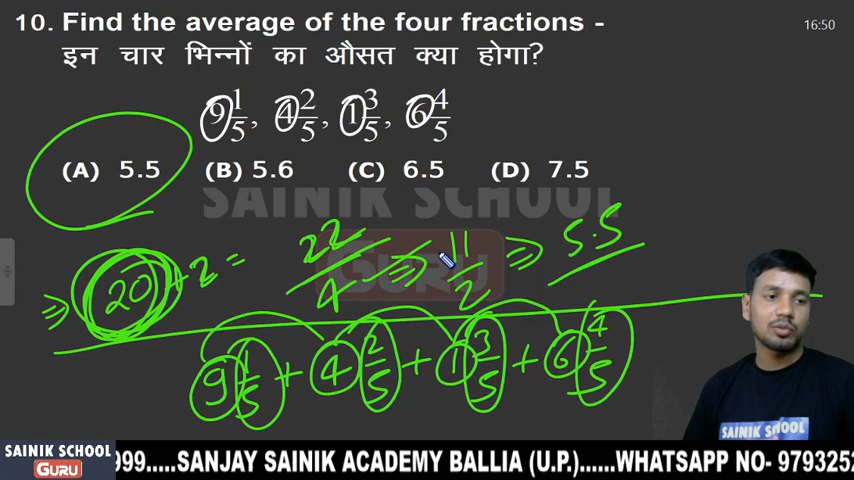 10. Find the average of the four fractions -
16:50
इन चार भिन्नों का औसत क्या होगा?
9 1/5, 4 2/5, 1 3/5, 6 4/5
(A) 5.5 (B) 5.6 (C) 6.5 (D) 7.5
SAINIK SCHOOL
⇒ 20 + 2 = 22/4 ⇒ 11/2 ⇒ 5.5
9 1/5 + 4 2/5 + 1 3/5 + 6 4/5
SAINIK SCHOOL
SAINIK SCHOOL
GURU
999.....SANJAY SAINIK ACADEMY BALLIA (U.P.)......WHATSAPP NO- 9793252